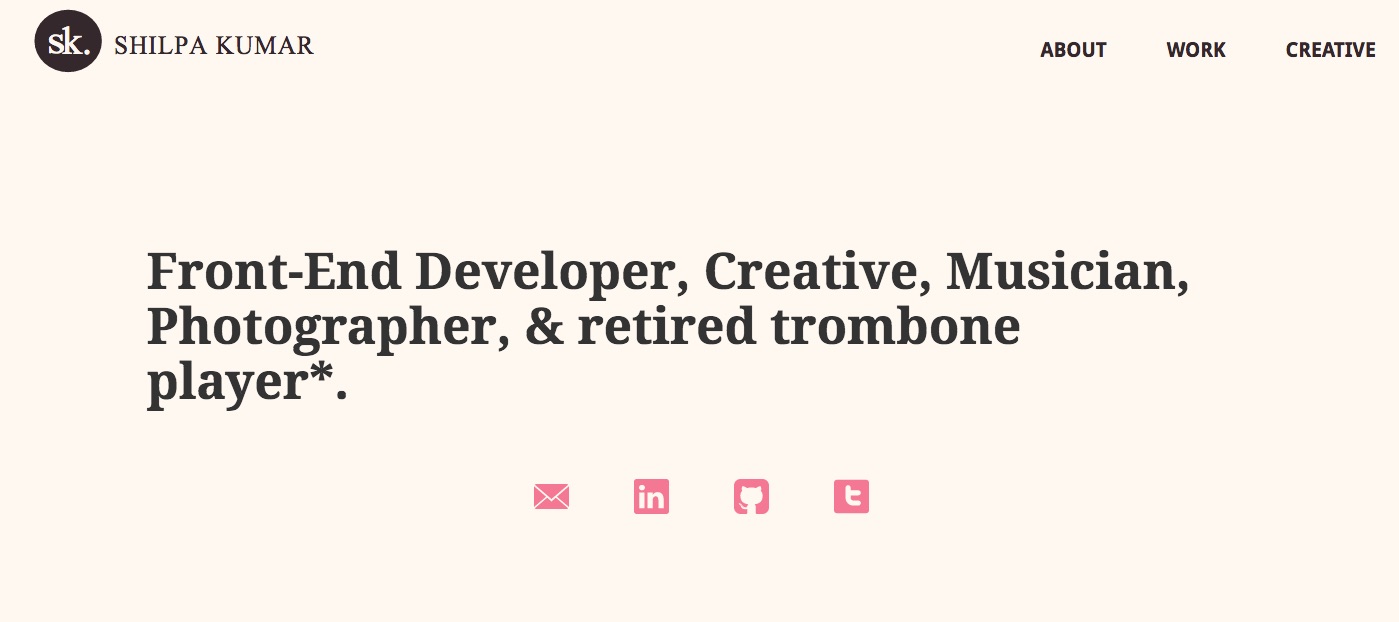 sk. SHILPA KUMAR
ABOUT WORK CREATIVE
Front-End Developer, Creative, Musician,
Photographer, & retired trombone
player*.
in t